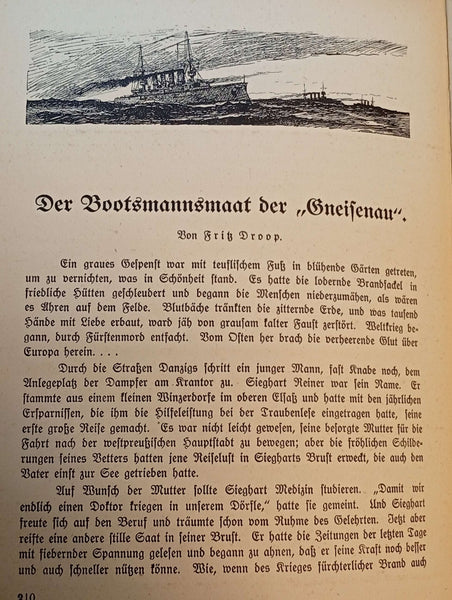 Der Bootsmannsmaat der „Gneisenau“.
Von Fritz Droop.
Ein graues Gespenst war mit teuflischem Fuß in blühende Gärten getreten,
um zu vernichten, was in Schönheit stand. Es hatte die lodernde Brandfackel in
friedliche Hütten geschleudert und begann die Menschen niederzumähen, als wären
es Ähren auf dem Felde. Blutbäche tränkten die zitternde Erde, und was tausend
Hände mit Liebe erbaut, ward jäh von grausam kalter Faust zerstört. Weltkrieg be-
gann, durch Fürstenmord entfacht. Vom Osten her brach die verheerende Glut über
Europa herein. . . .
Durch die Straßen Danzigs schritt ein junger Mann, fast Knabe noch, dem
Anlegeplatz der Dampfer am Krantor zu. Sieghart Reiner war sein Name. Er
stammte aus einem kleinen Winzerdorfe im oberen Elsaß und hatte mit den jährlichen
Ersparnissen, die ihm die Hilfeleistung bei der Traubenlese eingetragen hatte, seine
erste große Reise gemacht. Es war nicht leicht gewesen, seine besorgte Mutter für die
Fahrt nach der westpreußischen Hauptstadt zu bewegen; aber die fröhlichen Schilde-
rungen seines Vetters hatten jene Reiselust in Siegharts Brust erweckt, die auch den
Vater einst zur See getrieben hatte.
Auf Wunsch der Mutter sollte Sieghart Medizin studieren. „Damit wir
endlich einen Doktor kriegen in unserem Dörfle,“ hatte sie gemeint. Und Sieghart
freute sich auf den Beruf und träumte schon vom Ruhme des Gelehrten. Jetzt aber
reifte eine andere stille Saat in seiner Brust. Er hatte die Zeitungen der letzten Tage
mit fiebernder Spannung gelesen und begann zu ahnen, daß er seine Kraft noch besser
und auch schneller nützen könne. Wie, wenn des Krieges fürchterlicher Brand auch
210